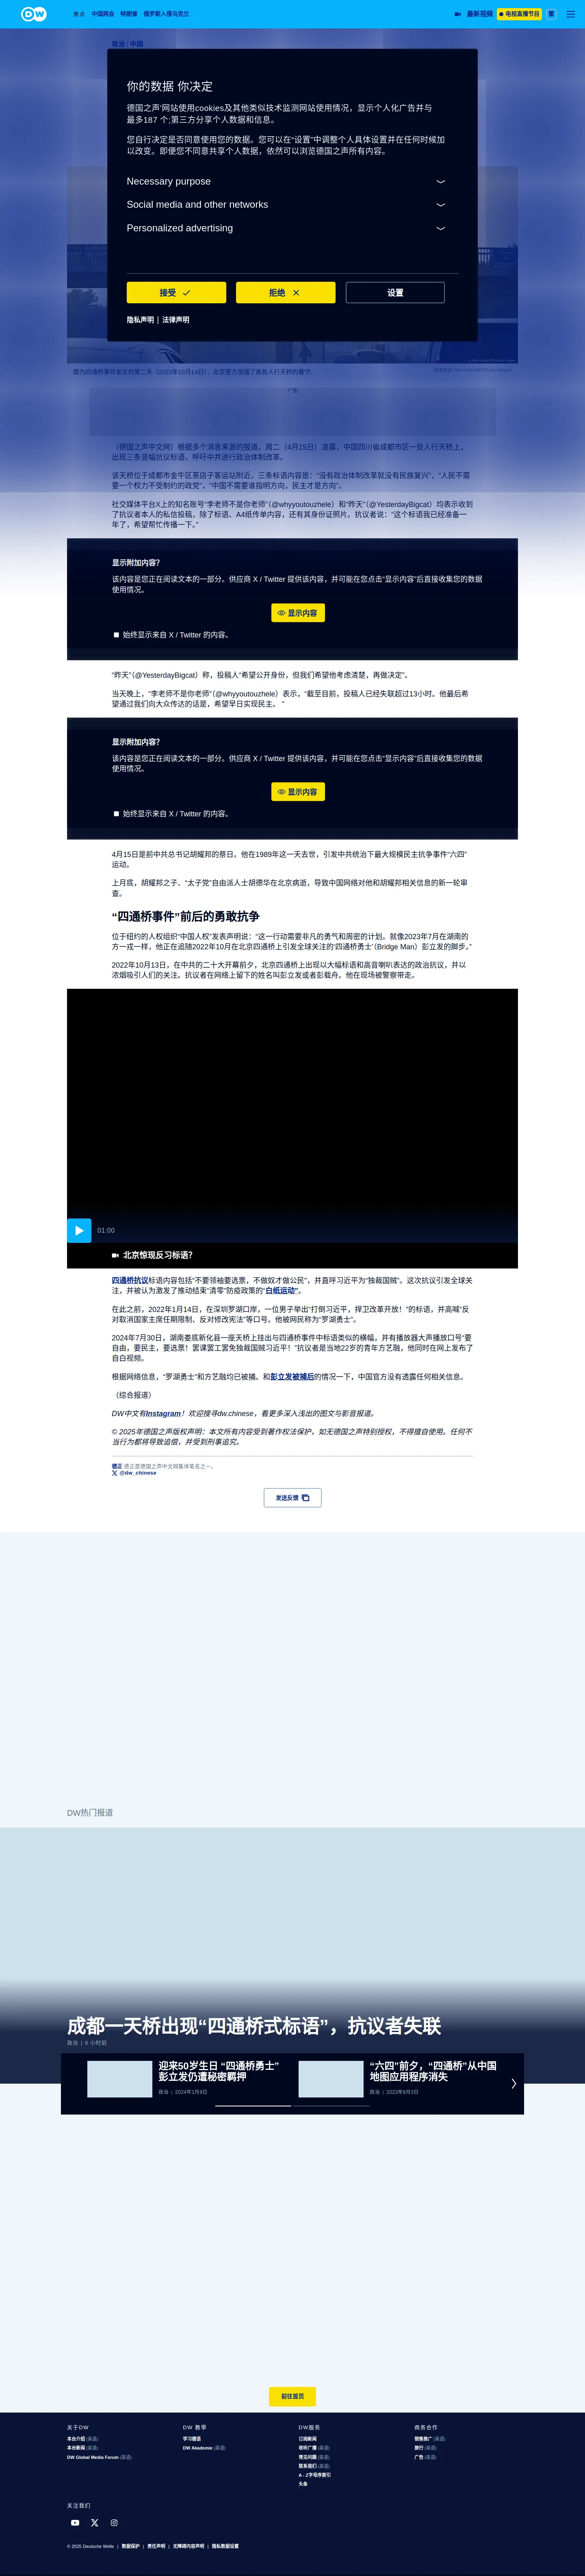 DW
焦点 中国两会 特朗普 俄罗斯入侵乌克兰
最新视频 电视直播节目 繁
政治 | 中国
你的数据 你决定
德国之声'网站使用cookies及其他类似技术监测网站使用情况，显示个人化广告并与
最多187 个;第三方分享个人数据和信息。
您自行决定是否同意使用您的数据。您可以在“设置”中调整个人具体设置并在任何时候加
以改变。即便您不同意共享个人数据，依然可以浏览德国之声所有内容。
Necessary purpose
Social media and other networks
Personalized advertising
接受 拒绝 设置
隐私声明 | 法律声明
图为四通桥事件发生的第二天（2022年10月14日），北京警方加强了各处人行天桥的看守。
广告
（德国之声中文网）根据多个消息来源的报道，周二（4月15日）凌晨，中国四川省成都市区一处人行天桥上，
出现三条竖幅抗议标语，呼吁中共进行政治体制改革。
该天桥位于成都市金牛区茶店子客运站附近，三条标语内容是：“没有政治体制改革就没有民族复兴”，“人民不需
要一个权力不受制约的政党”，“中国不需要谁指明方向，民主才是方向”。
社交媒体平台X上的知名账号“李老师不是你老师”（@whyyoutouzhele）和“昨天”（@YesterdayBigcat）均表示收到
了抗议者本人的私信投稿，除了标语、A4纸传单内容，还有其身份证照片。抗议者说：“这个标语我已经准备一
年了，希望帮忙传播一下。”
显示附加内容?
该内容是您正在阅读文本的一部分。供应商 X / Twitter 提供该内容，并可能在您点击“显示内容”后直接收集您的数据
使用情况。
显示内容
始终显示来自 X / Twitter 的内容。
“昨天”（@YesterdayBigcat）称，投稿人“希望公开身份，但我们希望他考虑清楚，再做决定”。
当天晚上，“李老师不是你老师”（@whyyoutouzhele）表示，“截至目前，投稿人已经失联超过13小时。他最后希
望通过我们向大众传达的话是，希望早日实现民主。 ”
显示附加内容?
该内容是您正在阅读文本的一部分。供应商 X / Twitter 提供该内容，并可能在您点击“显示内容”后直接收集您的数据
使用情况。
显示内容
始终显示来自 X / Twitter 的内容。
4月15日是前中共总书记胡耀邦的祭日。他在1989年这一天去世，引发中共统治下最大规模民主抗争事件“六四”
运动。
上月底，胡耀邦之子、“太子党”自由派人士胡德华在北京病逝，导致中国网络对他和胡耀邦相关信息的新一轮审
查。
“四通桥事件”前后的勇敢抗争
位于纽约的人权组织“中国人权”发表声明说：“这一行动需要非凡的勇气和周密的计划。就像2023年7月在湖南的
方一戎一样，他正在追随2022年10月在北京四通桥上引发全球关注的‘四通桥勇士’（Bridge Man）彭立发的脚步。”
2022年10月13日，在中共的二十大开幕前夕，北京四通桥上出现以大幅标语和高音喇叭表达的政治抗议，并以
浓烟吸引人们的关注。抗议者在网络上留下的姓名叫彭立发或者彭载舟。他在现场被警察带走。
01:00
北京惊现反习标语?
四通桥抗议标语内容包括“不要领袖要选票，不做奴才做公民”，并直呼习近平为“独裁国贼”。这次抗议引发全球关
注，并被认为激发了推动结束“清零”防疫政策的“白纸运动”。
在此之前，2022年1月14日，在深圳罗湖口岸，一位男子举出“打倒习近平，捍卫改革开放！”的标语，并高喊“反
对取消国家主席任期限制、反对修改宪法”等口号。他被网民称为“罗湖勇士”。
2024年7月30日，湖南娄底新化县一座天桥上挂出与四通桥事件中标语类似的横幅，并有播放器大声播放口号“要
自由，要民主，要选票！罢课罢工罢免独裁国贼习近平！”抗议者是当地22岁的青年方艺融，他同时在网上发布了
自白视频。
根据网络信息，“罗湖勇士”和方艺融均已被捕。和彭立发被捕后的情况一下，中国官方没有透露任何相关信息。
（综合报道）
DW中文有Instagram！欢迎搜寻dw.chinese，看更多深入浅出的图文与影音报道。
© 2025年德国之声版权声明：本文所有内容受到著作权法保护，如无德国之声特别授权，不得擅自使用。任何不
当行为都将导致追偿，并受到刑事追究。
德正 德正是德国之声中文网集体笔名之一。
@dw_chinese
发送反馈
DW热门报道
成都一天桥出现“四通桥式标语”，抗议者失联
政治 | 6 小时前
迎来50岁生日 “四通桥勇士”
彭立发仍遭秘密羁押
政治 | 2024年1月9日
“六四”前夕，“四通桥”从中国
地图应用程序消失
政治 | 2023年6月3日
前往首页
关于DW
本台介绍 (英语)
本台新闻 (英语)
DW Global Media Forum (英语)
DW 教學
学习德语
DW Akademie (英语)
DW服务
订阅新闻
收听广播 (英语)
常见问题 (英语)
联系我们 (英语)
A - Z字母序索引
头条
商务合作
销售推广 (英语)
旅行 (英语)
广告 (英语)
关注我们
© 2025 Deutsche Welle | 数据保护 | 责任声明 | 无障碍内容声明 | 隐私数据设置